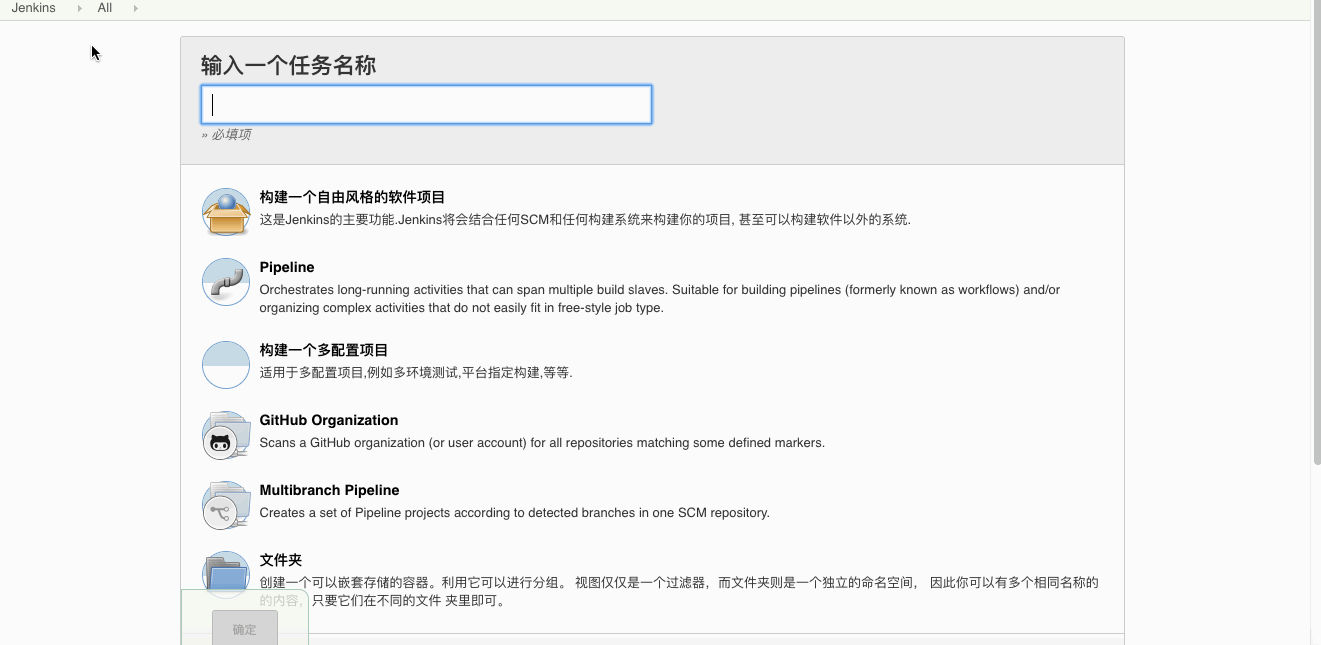 Jenkins All
输入一个任务名称
» 必填项
构建一个自由风格的软件项目
这是Jenkins的主要功能.Jenkins将会结合任何SCM和任何构建系统来构建你的项目, 甚至可以构建软件以外的系统.
Pipeline
Orchestrates long-running activities that can span multiple build slaves. Suitable for building pipelines (formerly known as workflows) and/or
organizing complex activities that do not easily fit in free-style job type.
构建一个多配置项目
适用于多配置项目,例如多环境测试,平台指定构建,等等.
GitHub Organization
Scans a GitHub organization (or user account) for all repositories matching some defined markers.
Multibranch Pipeline
Creates a set of Pipeline projects according to detected branches in one SCM repository.
文件夹
创建一个可以嵌套存储的容器。利用它可以进行分组。 视图仅仅是一个过滤器，而文件夹则是一个独立的命名空间， 因此你可以有多个相同名称的
的内容，只要它们在不同的文件 夹里即可。
确定